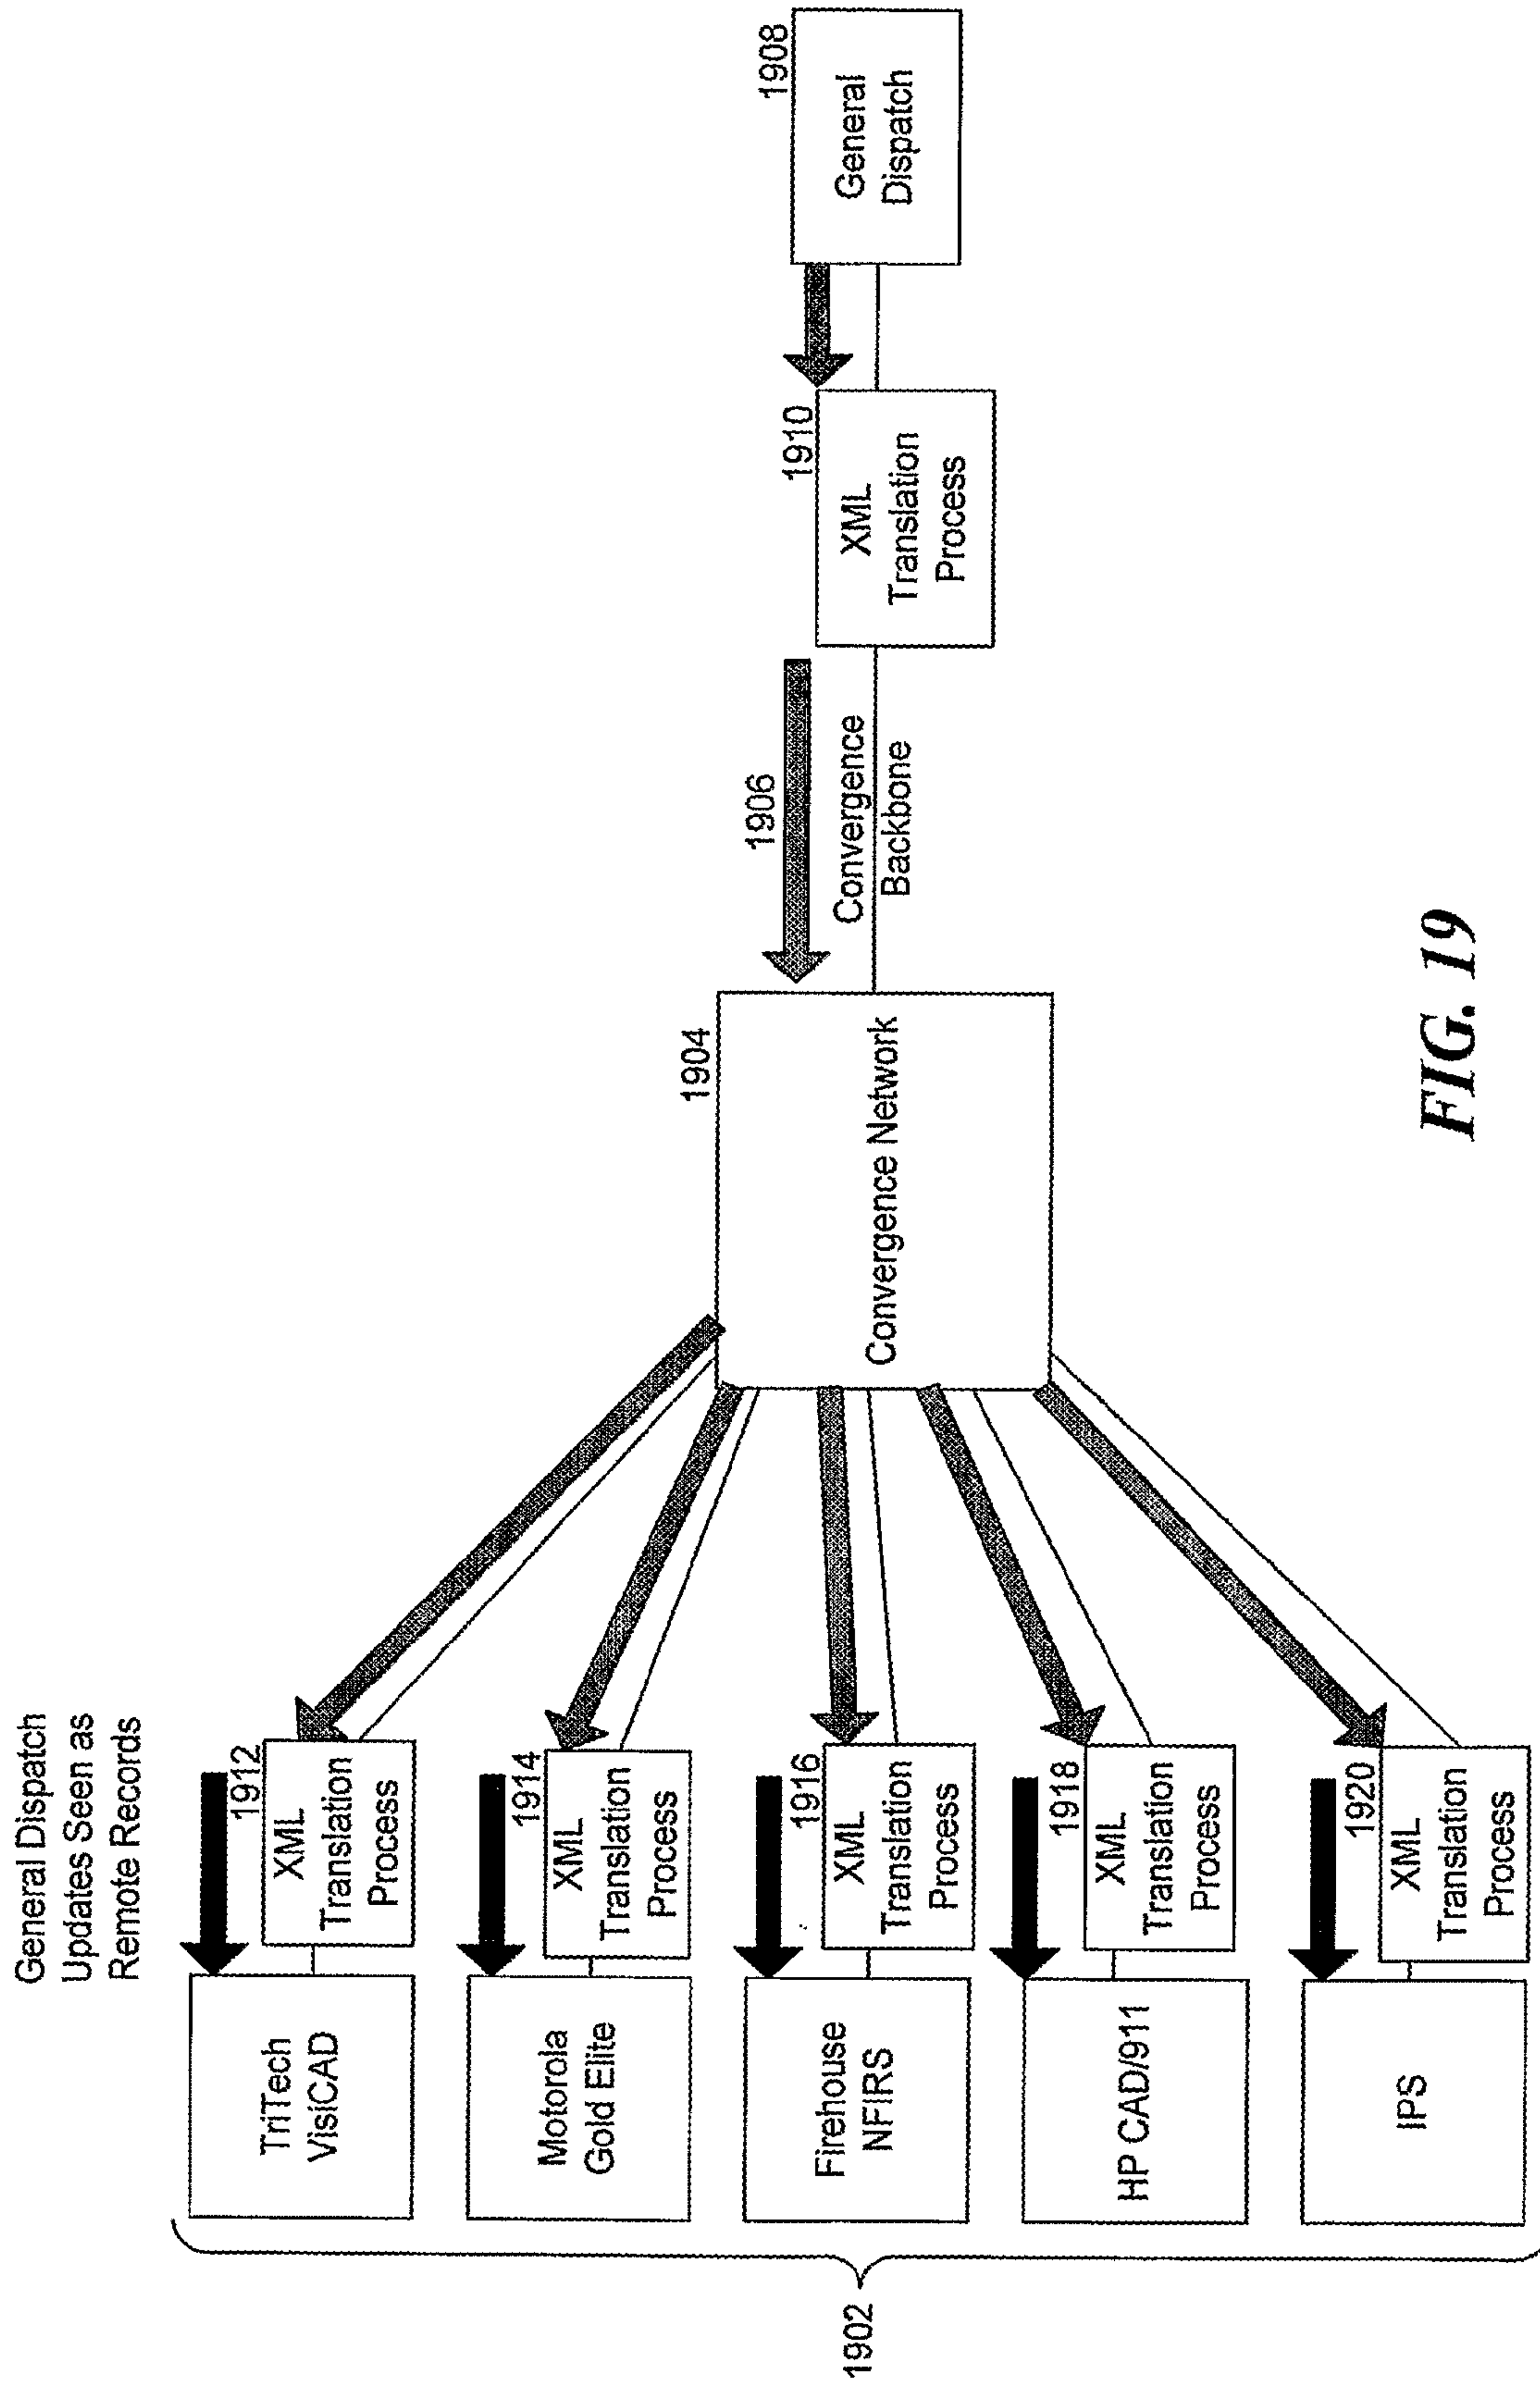 General Dispatch
Updates Seen as
Remote Records
TriTech
VisiCAD
1912
XML
Translation
Process
Motorola
Gold Elite
1914
XML
Translation
Process
Firehouse
NFIRS
1916
XML
Translation
Process
HP CAD/911
1918
XML
Translation
Process
IPS
1920
XML
Translation
Process
1902
1904
Convergence Network
1906
Convergence
Backbone
1910
XML
Translation
Process
1908
General
Dispatch
FIG. 19